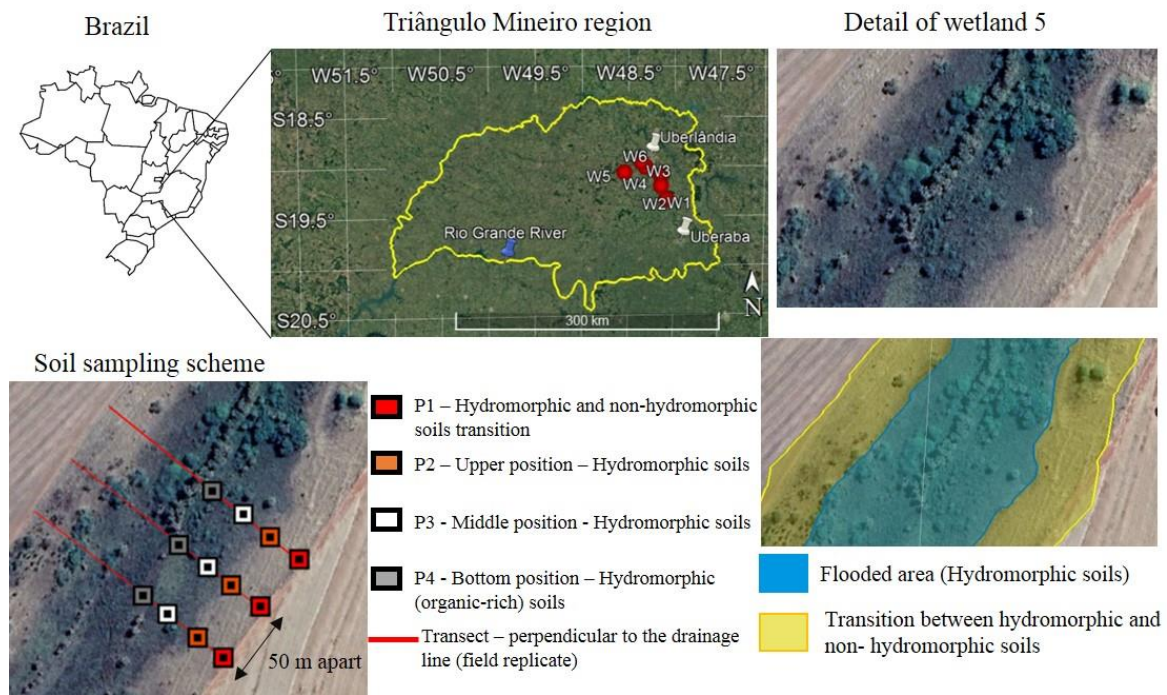 Brazil
Triângulo Mineiro region
Detail of wetland 5
W51.5°
W50.5°
W49.5°
W48.5°
W47.5°
S18.5°
Uberlândia
W6
W3
W5
W4
W2
W1
S19.5°
Rio Grande River
Uberaba
N
S20.5°
300 km
Soil sampling scheme
P1 – Hydromorphic and non-hydromorphic
soils transition
P2 – Upper position – Hydromorphic soils
P3 - Middle position - Hydromorphic soils
P4 - Bottom position – Hydromorphic
(organic-rich) soils
Transect – perpendicular to the drainage
line (field replicate)
50 m apart
Flooded area (Hydromorphic soils)
Transition between hydromorphic and
non- hydromorphic soils